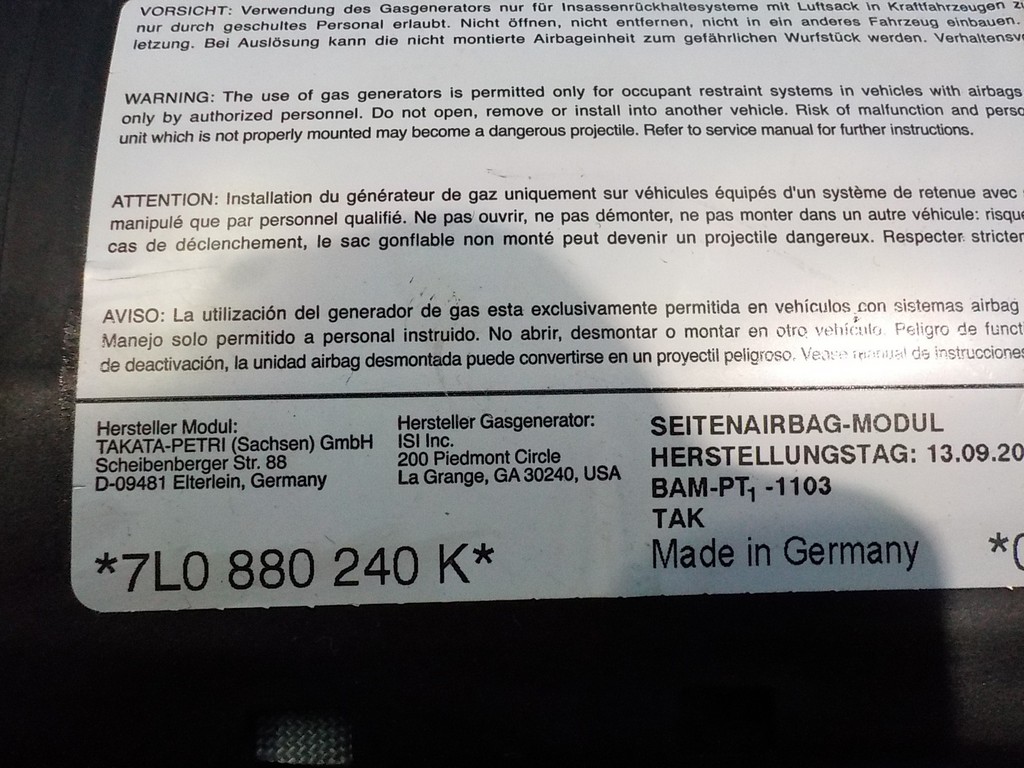 VORSICHT: Verwendung des Gasgenerators nur für Insassenrückhaltesysteme mit Luftsack in Kraftfahrzeugen
nur durch geschultes Personal erlaubt. Nicht öffnen, nicht entfernen, nicht in ein anderes Fahrzeug einbauen.
letzung. Bei Auslösung kann die nicht montierte Airbageinheit zum gefährlichen Wurfstück werden.
WARNING: The use of gas generators is permitted only for occupant restraint systems in vehicles with airbags
only by authorized personnel. Do not open, remove or install into another vehicle. Risk of malfunction and perso
unit which is not properly mounted may become a dangerous projectile. Refer to service manual for further instructions.
ATTENTION: Installation du générateur de gaz uniquement sur véhicules équipés d'un système de retenue avec
manipulé que par personnel qualifié. Ne pas ouvrir, ne pas démonter, ne pas monter dans un autre véhicule: risque
cas de déclenchement, le sac gonflable non monté peut devenir un projectile dangereux. Respecter stricter
AVISO: La utilización del generador de gas esta exclusivamente permitida en vehículos con sistemas airbag
Manejo solo permitido a personal instruido. No abrir, desmontar o montar en otro vehículo. Peligro de funct
de deactivación, la unidad airbag desmontada puede convertirse en un proyectil peligroso. Vease manual de instrucciones
Hersteller Modul:
TAKATA-PETRI (Sachsen) GmbH
Scheibenberger Str. 88
D-09481 Elterlein, Germany
Hersteller Gasgenerator:
ISI Inc.
200 Piedmont Circle
La Grange, GA 30240, USA
SEITENAIRBAG-MODUL
HERSTELLUNGSTAG: 13.09.20
BAM-PT1 -1103
TAK
Made in Germany
*7L0 880 240 K*